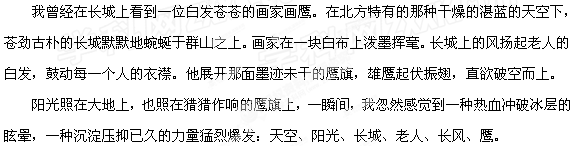 我曾经在长城上看到一位白发苍苍的画家画鹰。在北方特有的那种干燥的湛蓝的天空下，
苍劲古朴的长城默默地蜿蜒于群山之上。画家在一块白布上泼墨挥毫。长城上的风扬起老人的
白发，鼓动每一个人的衣襟。他展开那面墨迹未干的鹰旗，雄鹰起伏振翅，直欲破空而上。
阳光照在大地上，也照在猎猎作响的鹰旗上，一瞬间，我忽然感觉到一种热血冲破冰层的
眩晕，一种沉淀压抑已久的力量猛烈爆发：天空、阳光、长城、老人、长风、鹰。